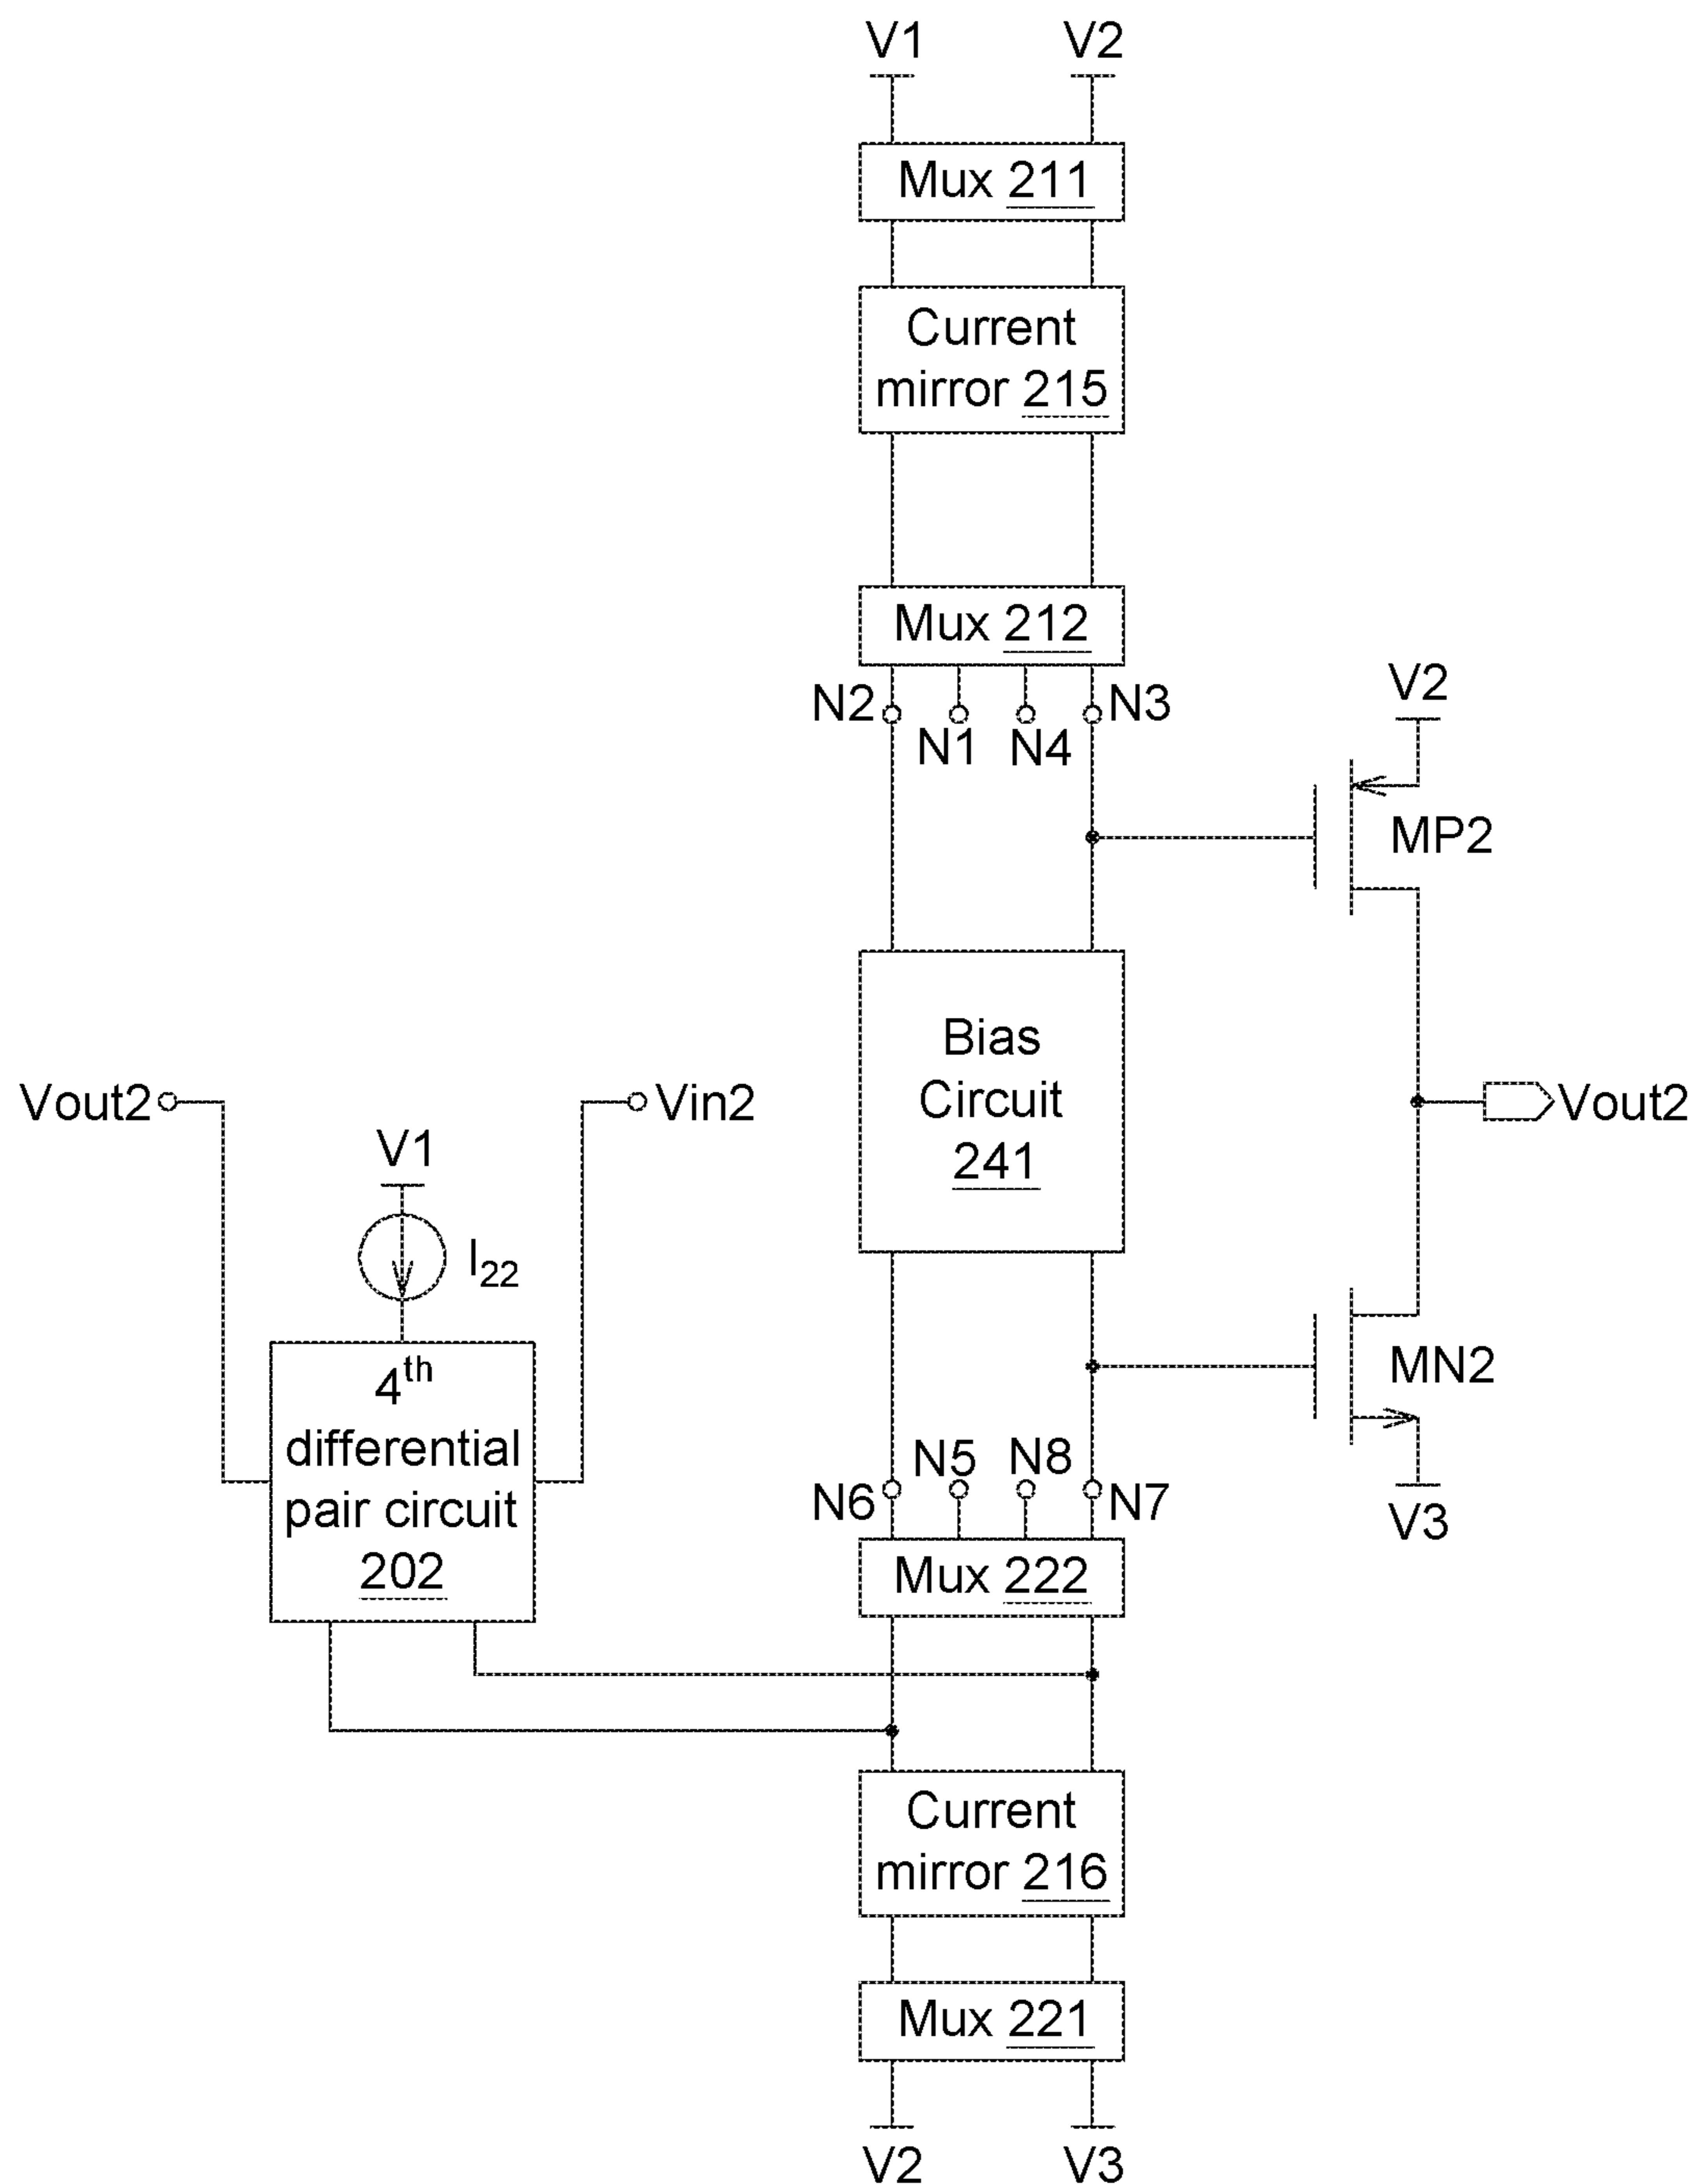 V1 V2
Mux 211
Current
mirror 215
Mux 212
N2 N3
N1 N4
V2
MP2
Bias
Circuit
241
Vout2 Vin2 Vout2
V1
I22
4th
differential
pair circuit
202
MN2
N5 N8
N6 N7
V3
Mux 222
Current
mirror 216
Mux 221
V2 V3